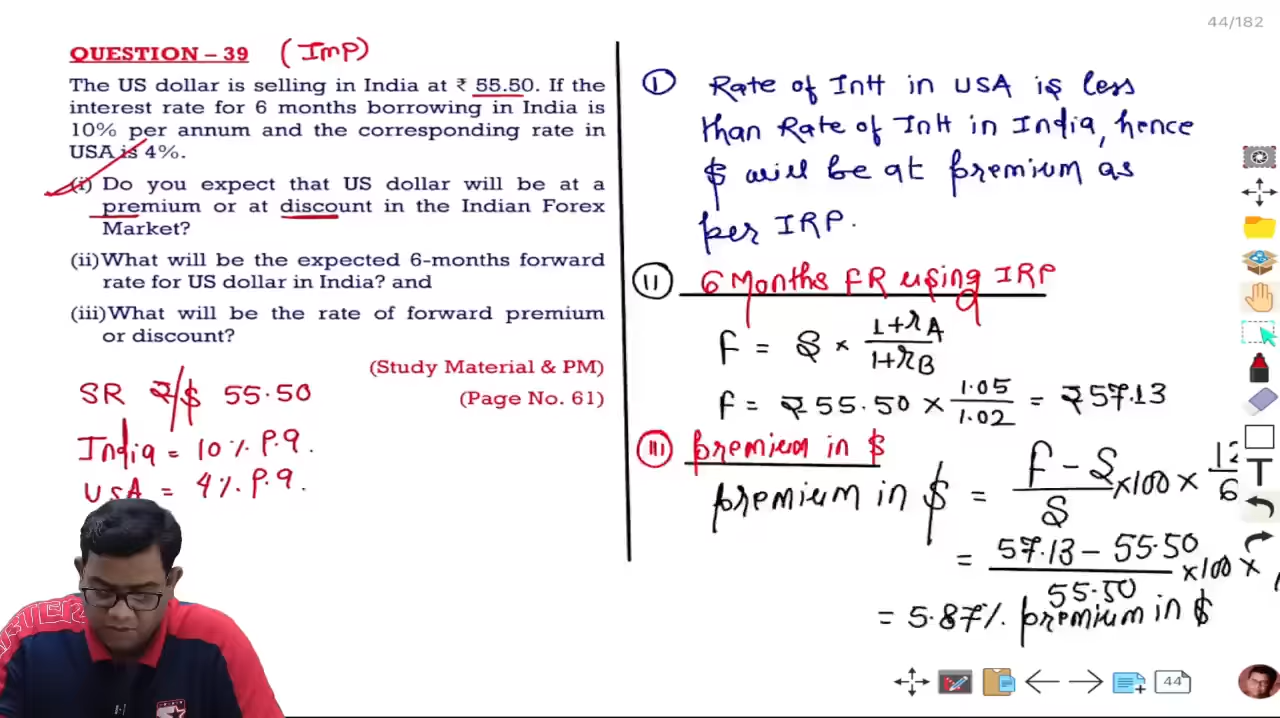 44/182
QUESTION – 39 (IMP)
The US dollar is selling in India at ₹ 55.50. If the
interest rate for 6 months borrowing in India is
10% per annum and the corresponding rate in
USA is 4%.
(i) Do you expect that US dollar will be at a
premium or at discount in the Indian Forex
Market?
(ii)What will be the expected 6-months forward
rate for US dollar in India? and
(iii)What will be the rate of forward premium
or discount?
(Study Material & PM)
(Page No. 61)
SR ₹/$ 55.50
India = 10% P.a.
USA = 4% P.a.
① Rate of Intt in USA is less
than Rate of Intt in India, hence
$ will be at premium as
per IRP.
⑪ 6 Months FR using IRP
F = S × (1+rA)/(1+rB)
F = ₹55.50 × 1.05/1.02 = ₹57.13
III premium in $
premium in $ = (F – S)/S ×100 × 12/6
= (57.13 – 55.50)/55.50 ×100 ×
= 5.87% premium in $
T
44